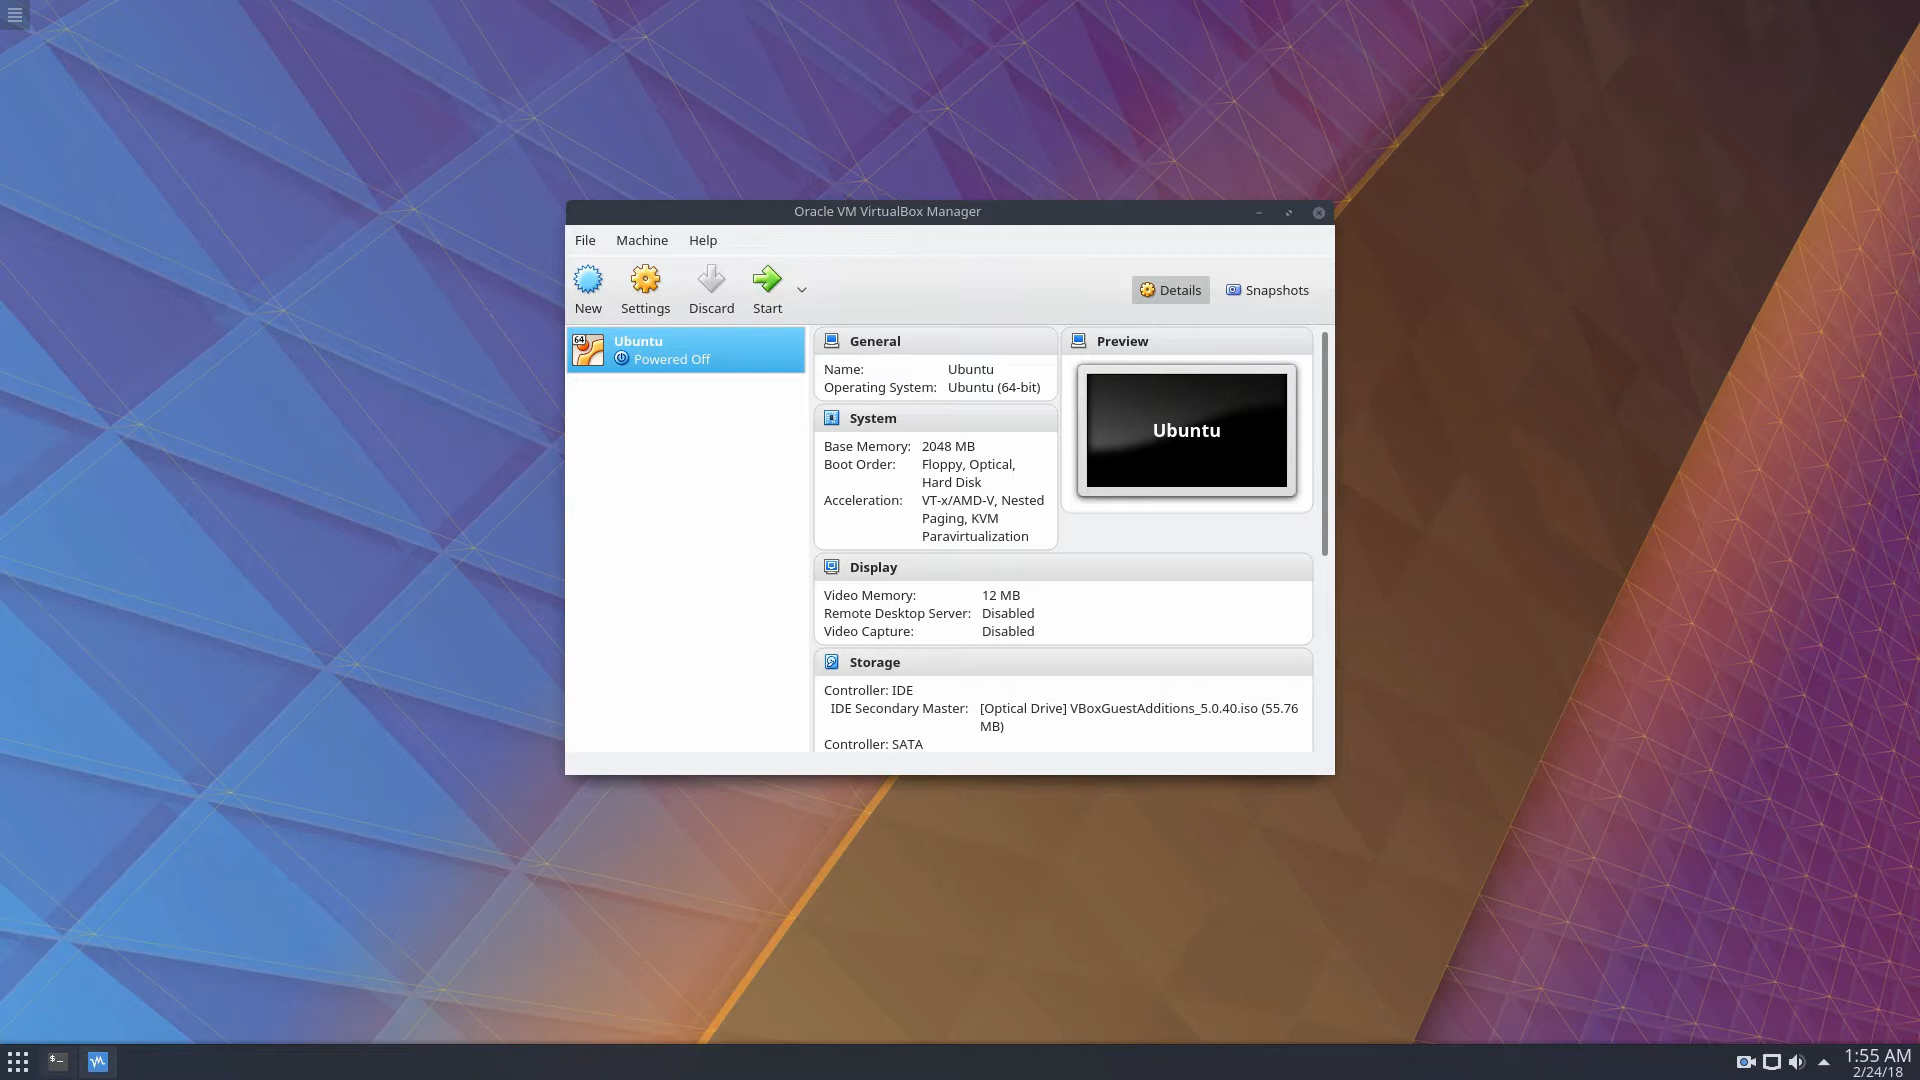 Oracle VM VirtualBox Manager
File Machine Help
New Settings Discard Start Details Snapshots
64 Ubuntu
Powered Off
General
Name: Ubuntu
Operating System: Ubuntu (64-bit)
Preview
Ubuntu
System
Base Memory: 2048 MB
Boot Order: Floppy, Optical,
Hard Disk
Acceleration: VT-x/AMD-V, Nested
Paging, KVM
Paravirtualization
Display
Video Memory: 12 MB
Remote Desktop Server: Disabled
Video Capture: Disabled
Storage
Controller: IDE
IDE Secondary Master: [Optical Drive] VBoxGuestAdditions_5.0.40.iso (55.76
MB)
Controller: SATA
$_
1:55 AM
2/24/18